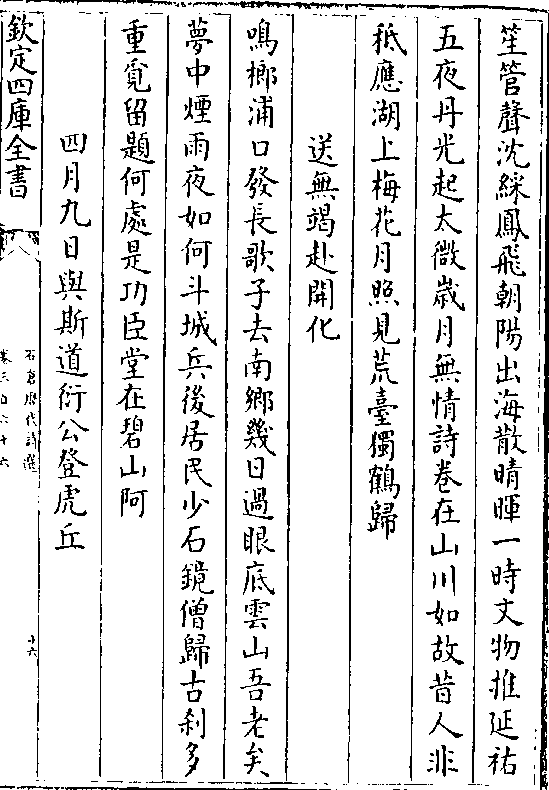 笙管聲沈綵鳳飛朝陽出海散晴暉一時文物推延祐
五夜丹光起太微嵗月無情詩卷在山川如故昔人非
秪應湖上梅花月照見荒臺獨鶴歸
送無竭赴開化
鳴榔浦口發長歌子去南鄉幾日過眼底雲山吾老矣
夢中煙雨夜如何斗城兵後居民少石鏡僧歸古刹多
重覓留題何處是功臣堂在碧山阿
四月九日與斯道衍公登虎丘
欽定四庫全書
石倉歴代詩選
卷三百六十六
十六